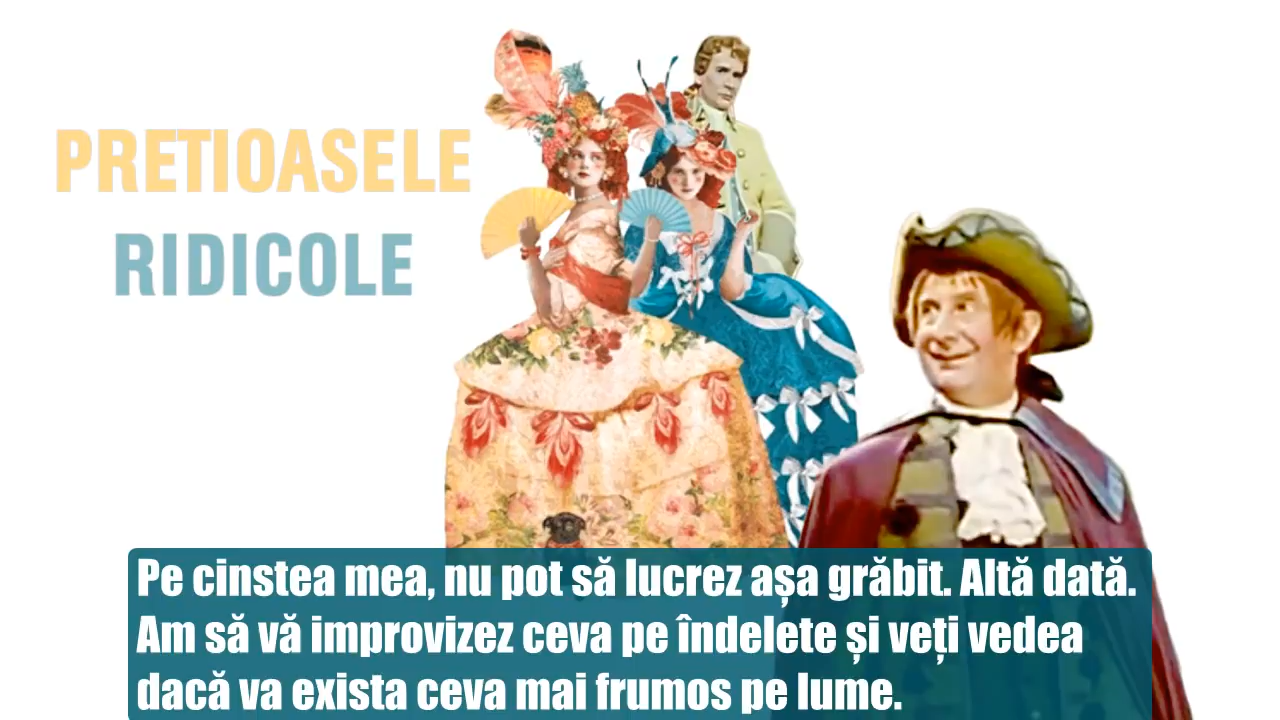 PRETIOASELE
RIDICOLE
Pe cinstea mea, nu pot să lucrez așa grăbit. Altă dată.
Am să vă improvizez ceva pe îndelete și veți vedea
dacă va exista ceva mai frumos pe lume.